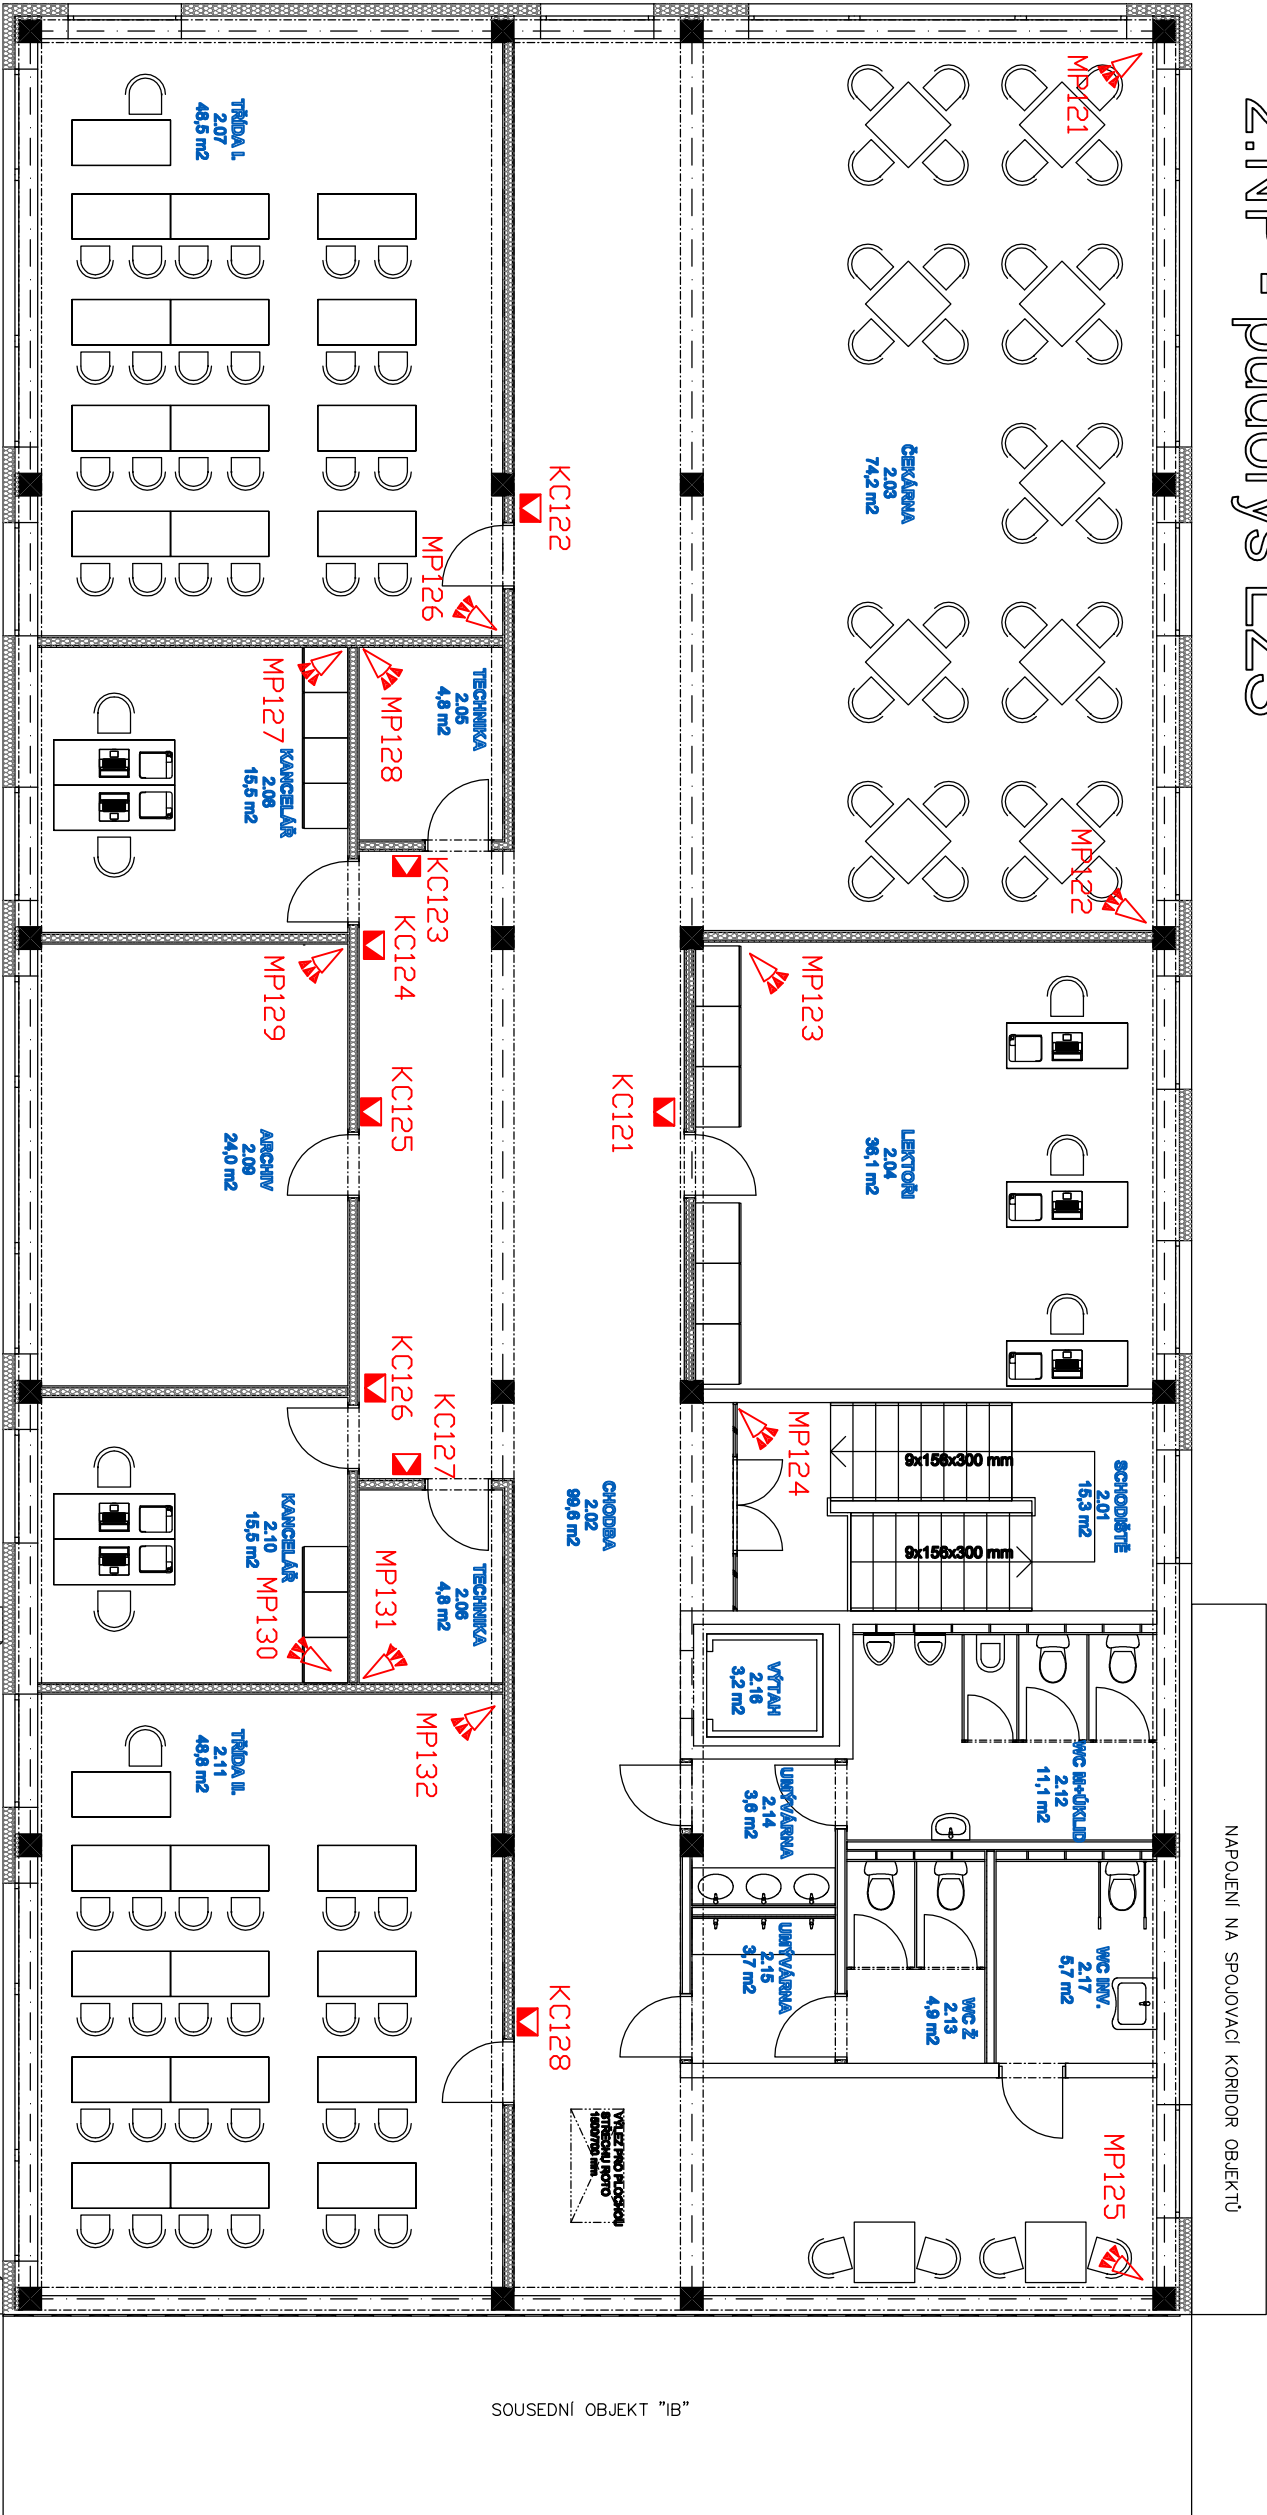 2.NP - půdorys EZS
NAPOJENÍ NA SPOJOVACÍ KORIDOR OBJEKTŮ
SOUSEDNÍ OBJEKT "IB"
MP121
MP122
ČEKÁRNA
2.03
74,2 m2
MP123
LEKTOŘI
2.04
36,1 m2
KC121
MP124
SCHODIŠTĚ
2.01
15,3 m2
9x156x300 mm
9x156x300 mm
VÝTAH
2.16
3,2 m2
WC M+ÚKLID
2.12
11,1 m2
UMÝVÁRNA
2.14
3,6 m2
UMÝVÁRNA
2.15
3,7 m2
WC Ž
2.13
4,9 m2
WC INV.
2.17
5,7 m2
MP125
CHODBA
2.02
99,6 m2
VÝLEZ PRO PLOCHOU
STŘECHU ROTO
KC122
KC123
KC124
KC125
KC126
KC127
KC128
TŘÍDA I.
2.07
48,5 m2
MP126
TECHNIKA
2.05
4,8 m2
MP128
MP127
KANCELÁŘ
2.08
15,5 m2
MP129
ARCHIV
2.09
24,0 m2
KANCELÁŘ
2.10
15,5 m2
MP130
MP131
TECHNIKA
2.06
4,8 m2
MP132
TŘÍDA II.
2.11
48,8 m2